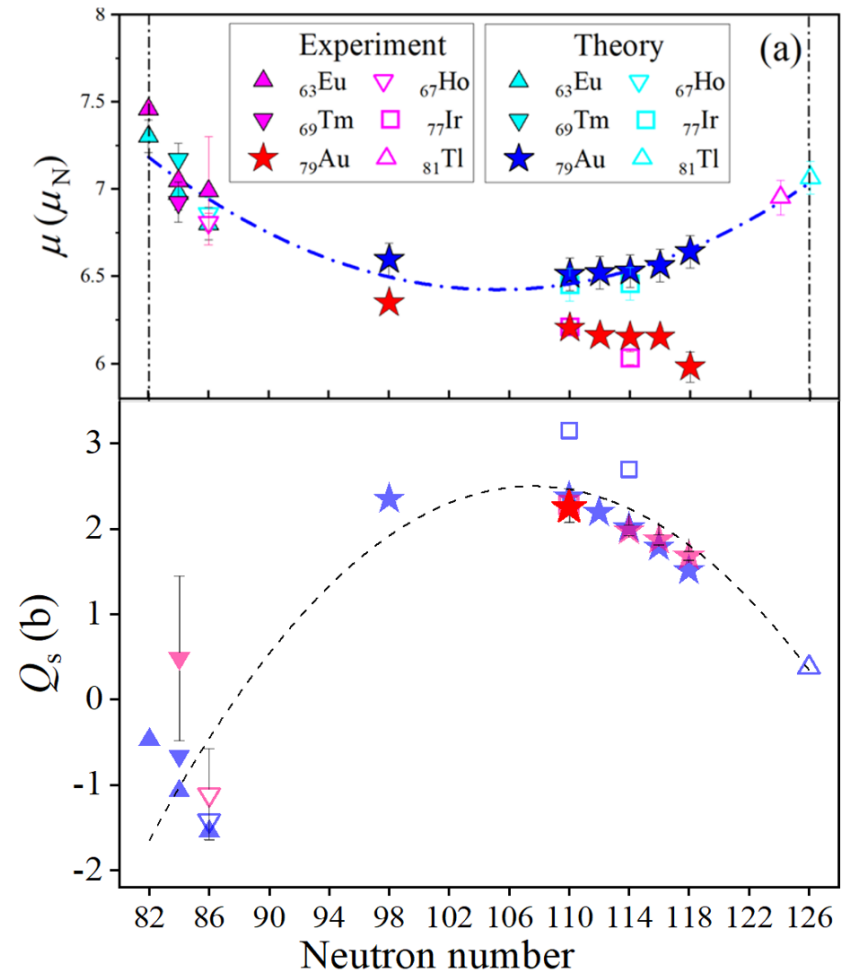 8
7.5
7
6.5
6
μ (μN)
Experiment
63Eu
67Ho
69Tm
77Ir
79Au
81Tl
Theory
63Eu
67Ho
69Tm
77Ir
79Au
81Tl
(a)
3
2
1
0
-1
-2
Qs (b)
82 86 90 94 98 102 106 110 114 118 122 126
Neutron number